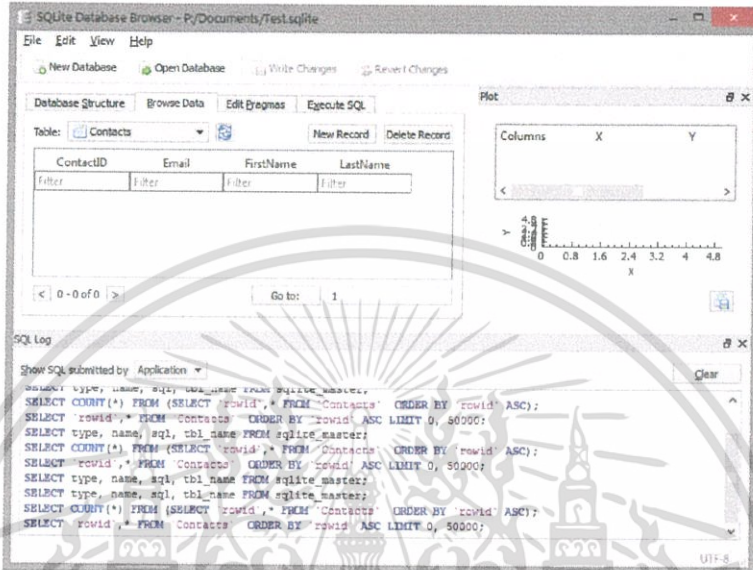 SQLite Database Browser - P:/Documents/Test.sqlite
File Edit View Help
New Database Open Database Write Changes Revert Changes
Database Structure Browse Data Edit Pragmas Execute SQL
Table: Contacts New Record Delete Record
ContactID Email FirstName LastName
Filter Filter Filter Filter
< 0 - 0 of 0 > Go to: 1
Plot
Columns X Y
Y
0 0.8 1.6 2.4 3.2 4 4.8
X
SQL Log
Show SQL submitted by Application Clear
SELECT type, name, sql, tbl_name FROM sqlite_master;
SELECT COUNT(*) FROM (SELECT `rowid`,* FROM `Contacts` ORDER BY `rowid` ASC);
SELECT `rowid`,* FROM `Contacts` ORDER BY `rowid` ASC LIMIT 0, 50000;
SELECT type, name, sql, tbl_name FROM sqlite_master;
SELECT COUNT(*) FROM (SELECT `rowid`,* FROM `Contacts` ORDER BY `rowid` ASC);
SELECT `rowid`,* FROM `Contacts` ORDER BY `rowid` ASC LIMIT 0, 50000;
SELECT type, name, sql, tbl_name FROM sqlite_master;
SELECT type, name, sql, tbl_name FROM sqlite_master;
SELECT COUNT(*) FROM (SELECT `rowid`,* FROM `Contacts` ORDER BY `rowid` ASC);
SELECT `rowid`,* FROM `Contacts` ORDER BY `rowid` ASC LIMIT 0, 50000;
UTF-8